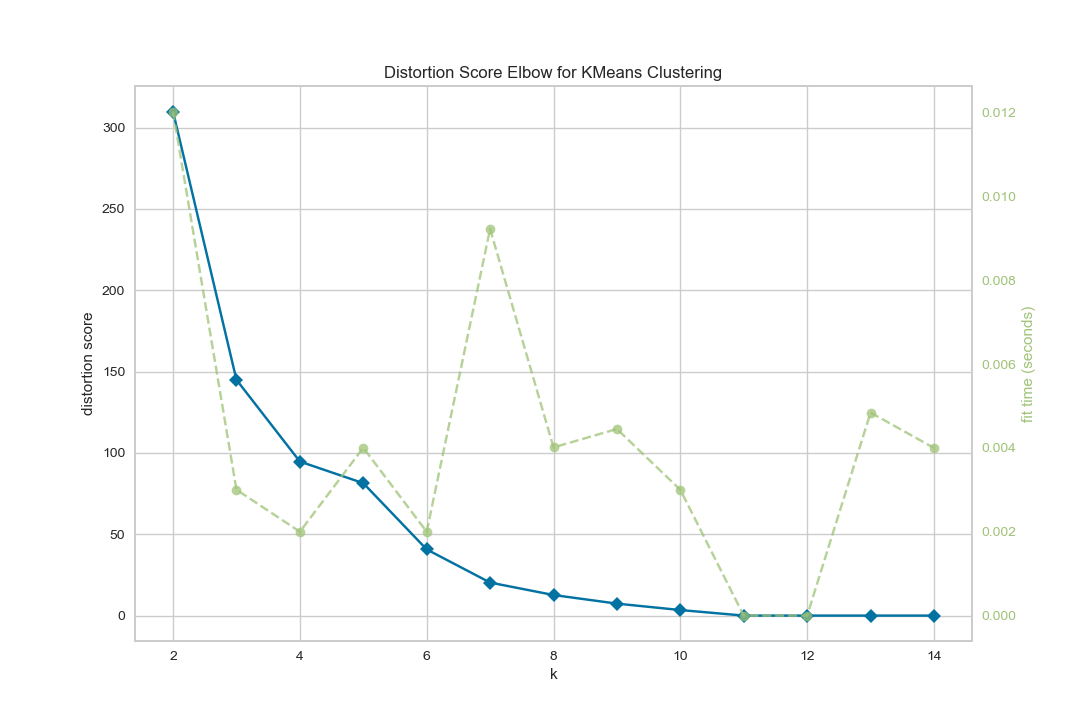 Distortion Score Elbow for KMeans Clustering
distortion score
300
250
200
150
100
50
0
2 4 6 8 10 12 14
k
0.012
0.010
0.008
0.006
0.004
0.002
0.000
fit time (seconds)